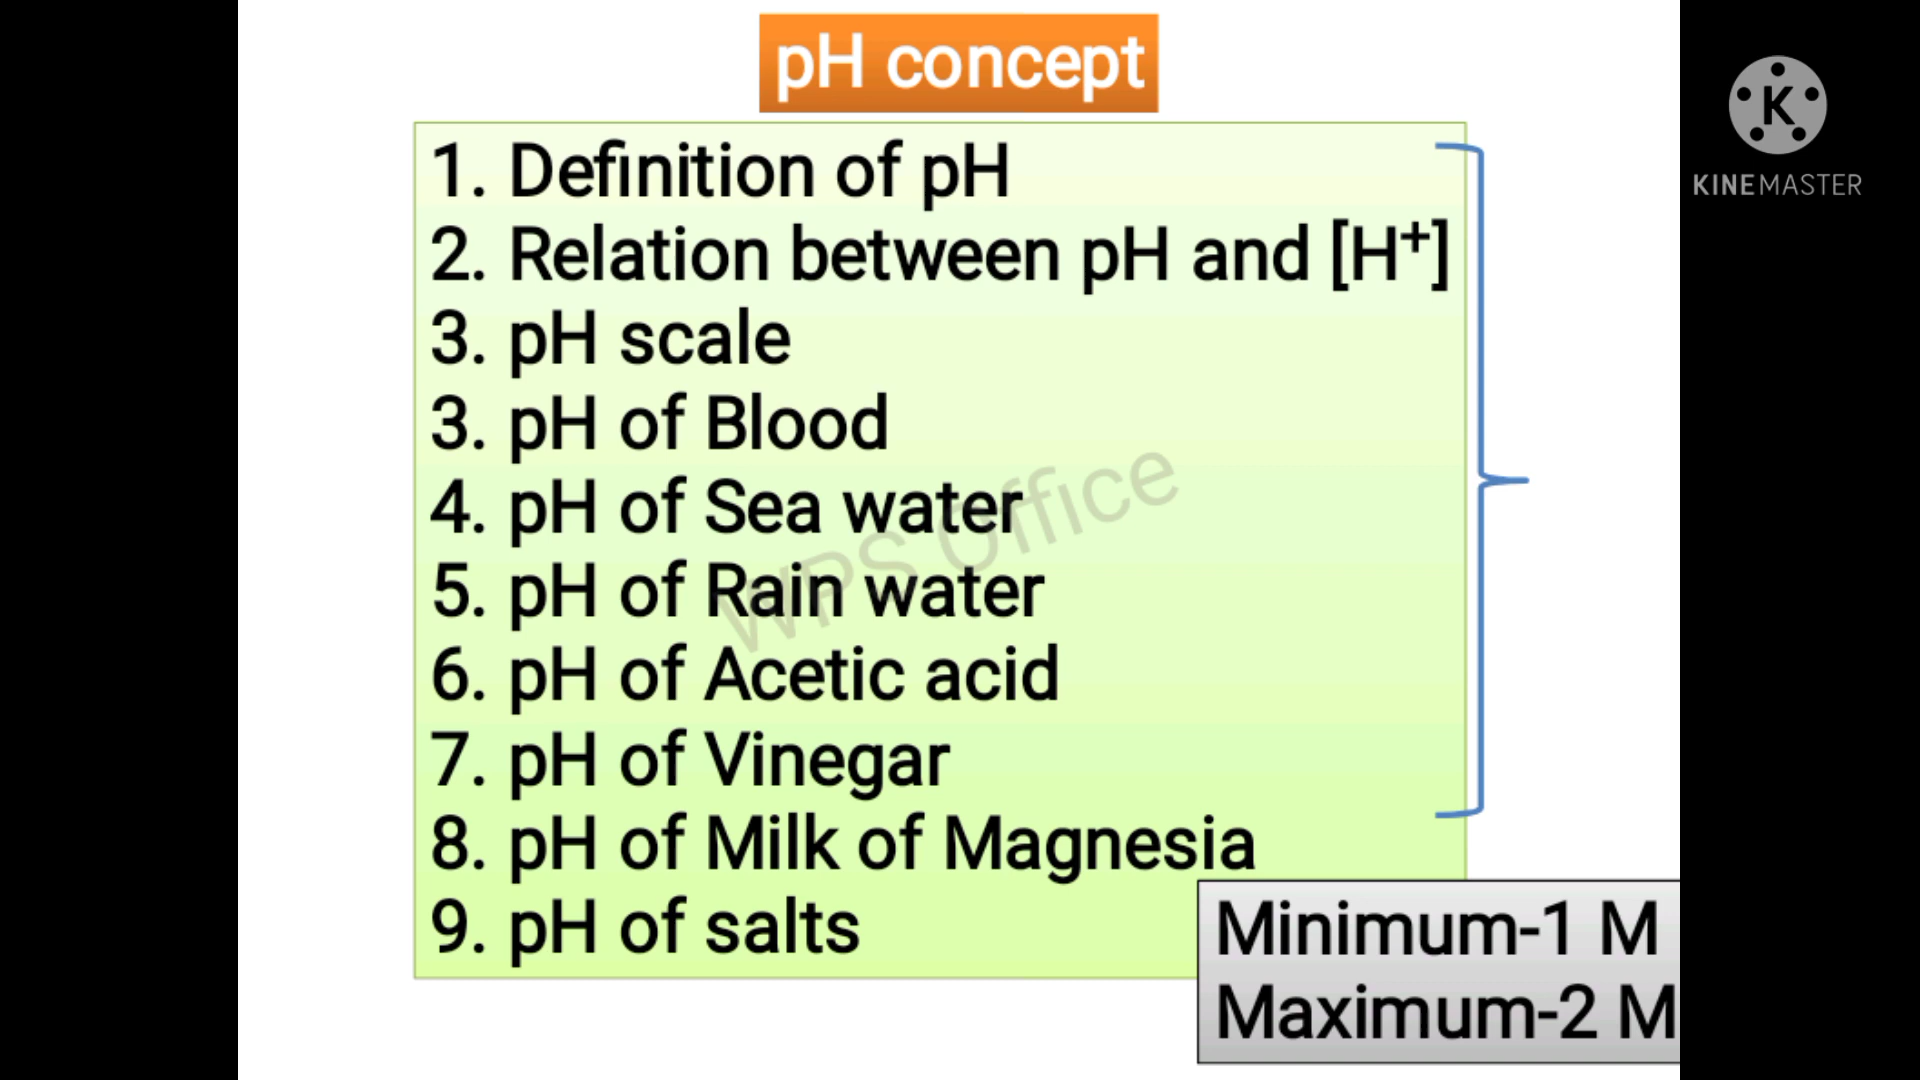 pH concept
1. Definition of pH
2. Relation between pH and [H⁺]
3. pH scale
3. pH of Blood
4. pH of Sea water
5. pH of Rain water
6. pH of Acetic acid
7. pH of Vinegar
8. pH of Milk of Magnesia
9. pH of salts
Minimum-1 M
Maximum-2 M
WPS Office
K
KINEMASTER